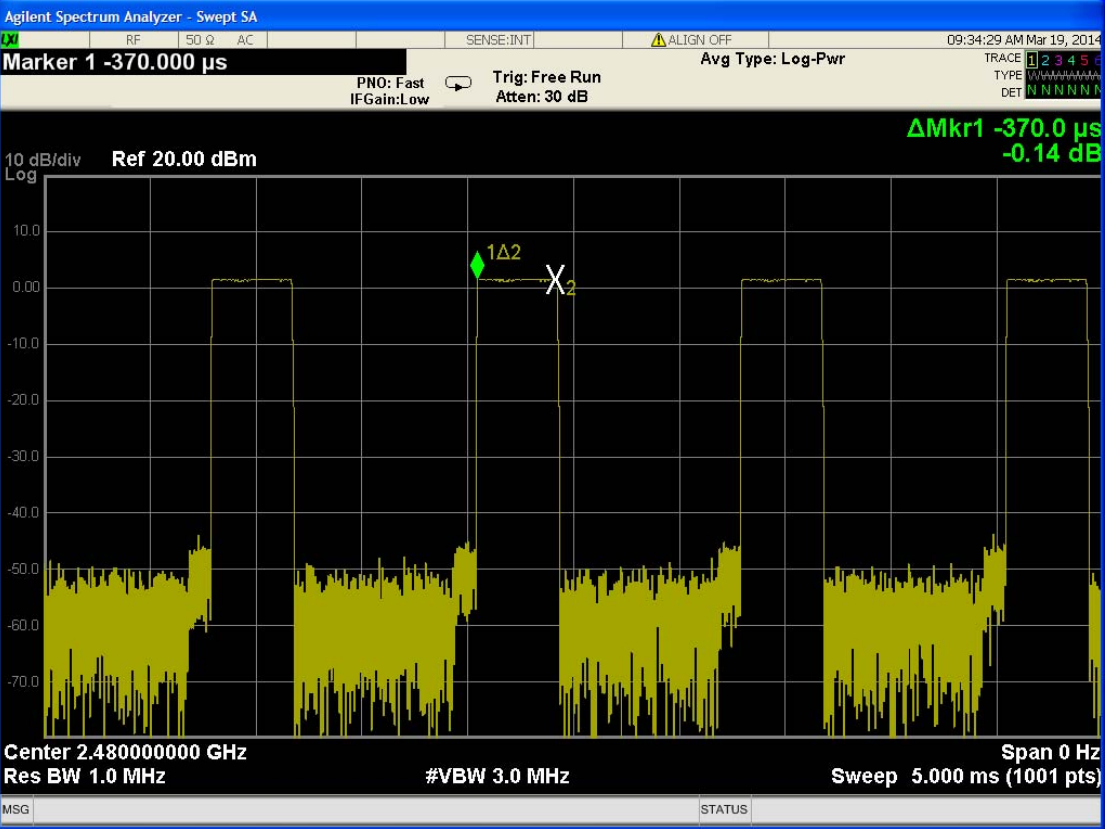 Agilent Spectrum Analyzer - Swept SA
LXI RF 50 Ω AC SENSE:INT ALIGN OFF 09:34:29 AM Mar 19, 2014
Marker 1 -370.000 µs
Avg Type: Log-Pwr
TRACE 1 2 3 4 5 6
PNO: Fast Trig: Free Run
TYPE
IFGain:Low Atten: 30 dB
DET N N N N N N
ΔMkr1 -370.0 µs
-0.14 dB
10 dB/div Ref 20.00 dBm
Log
10.0
1Δ2
0.00
X2
-10.0
-20.0
-30.0
-40.0
-50.0
-60.0
-70.0
Center 2.480000000 GHz Span 0 Hz
Res BW 1.0 MHz #VBW 3.0 MHz Sweep 5.000 ms (1001 pts)
MSG STATUS